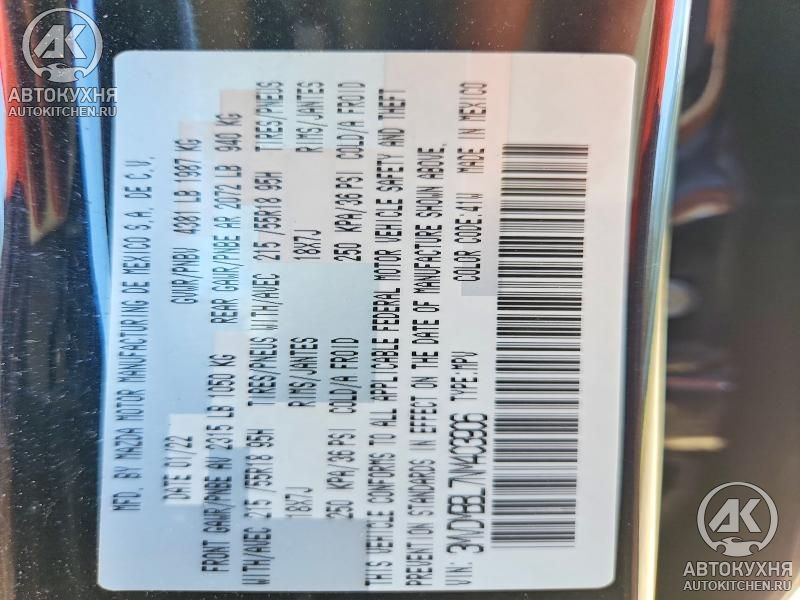 MFD. BY MAZDA MOTOR MANUFACTURING DE MEXICO S.A. DE C.V.
DATE 01/22 GVWR/PNBV 4381 LB 1987 KG
FRONT GAWR/PNBE AV 2315 LB 1050 KG REAR GAWR/PNBE AR 2072 LB 940 KG
WITH/AVEC 215 /55R18 95H TIRES/PNEUS WITH/AVEC 215 /55R18 95H TIRES/PNEUS
18X7J RIMS/JANTES 18X7J RIMS/JANTES
250 KPA/36 PSI COLD/A FROID 250 KPA/36 PSI COLD/A FROID
THIS VEHICLE CONFORMS TO ALL APPLICABLE FEDERAL MOTOR VEHICLE SAFETY AND THEFT
PREVENTION STANDARDS IN EFFECT ON THE DATE OF MANUFACTURE SHOWN ABOVE.
VIN: TYPE:MPV COLOR CODE:41W MADE IN MEXICO
AK
АВТОКУХНЯ
AUTOKITCHEN.RU
AK
АВТОКУХНЯ
AUTOKITCHEN.RU